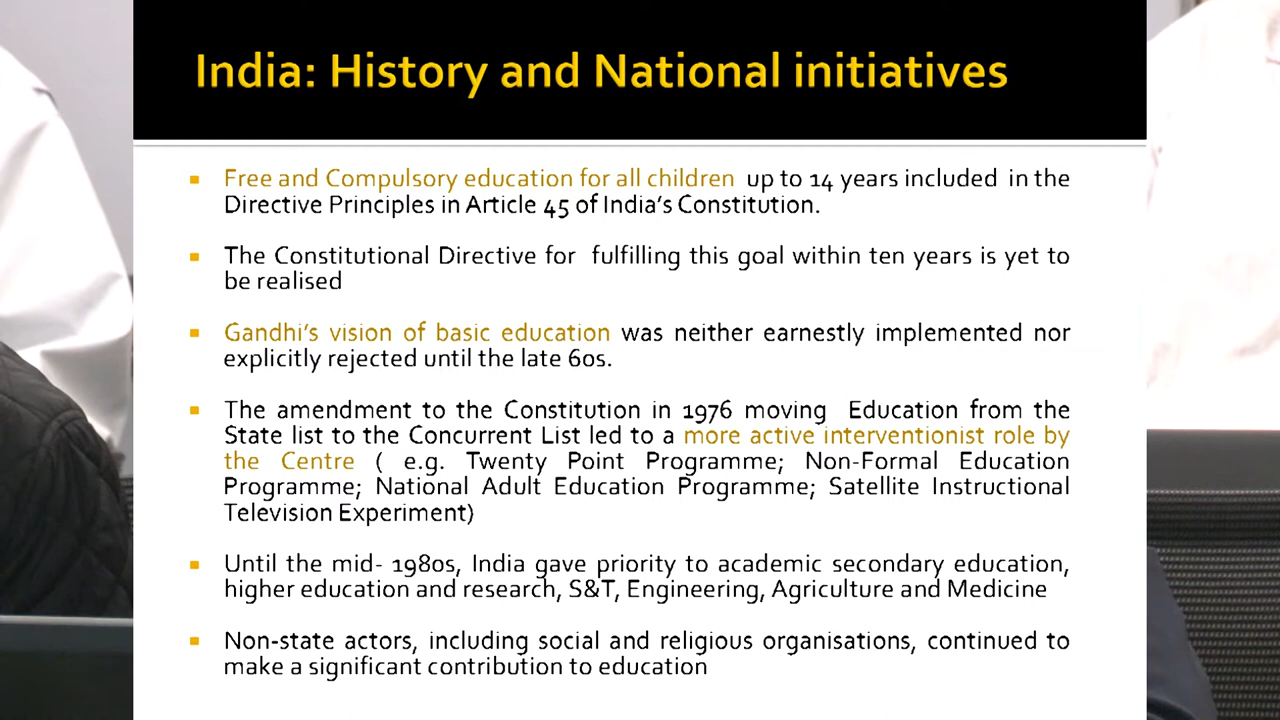 India: History and National initiatives
Free and Compulsory education for all children up to 14 years included in the
Directive Principles in Article 45 of India's Constitution.
The Constitutional Directive for fulfilling this goal within ten years is yet to
be realised
Gandhi's vision of basic education was neither earnestly implemented nor
explicitly rejected until the late 60s.
The amendment to the Constitution in 1976 moving Education from the
State list to the Concurrent List led to a more active interventionist role by
the Centre ( e.g. Twenty Point Programme; Non-Formal Education
Programme; National Adult Education Programme; Satellite Instructional
Television Experiment)
Until the mid- 1980s, India gave priority to academic secondary education,
higher education and research, S&T, Engineering, Agriculture and Medicine
Non-state actors, including social and religious organisations, continued to
make a significant contribution to education